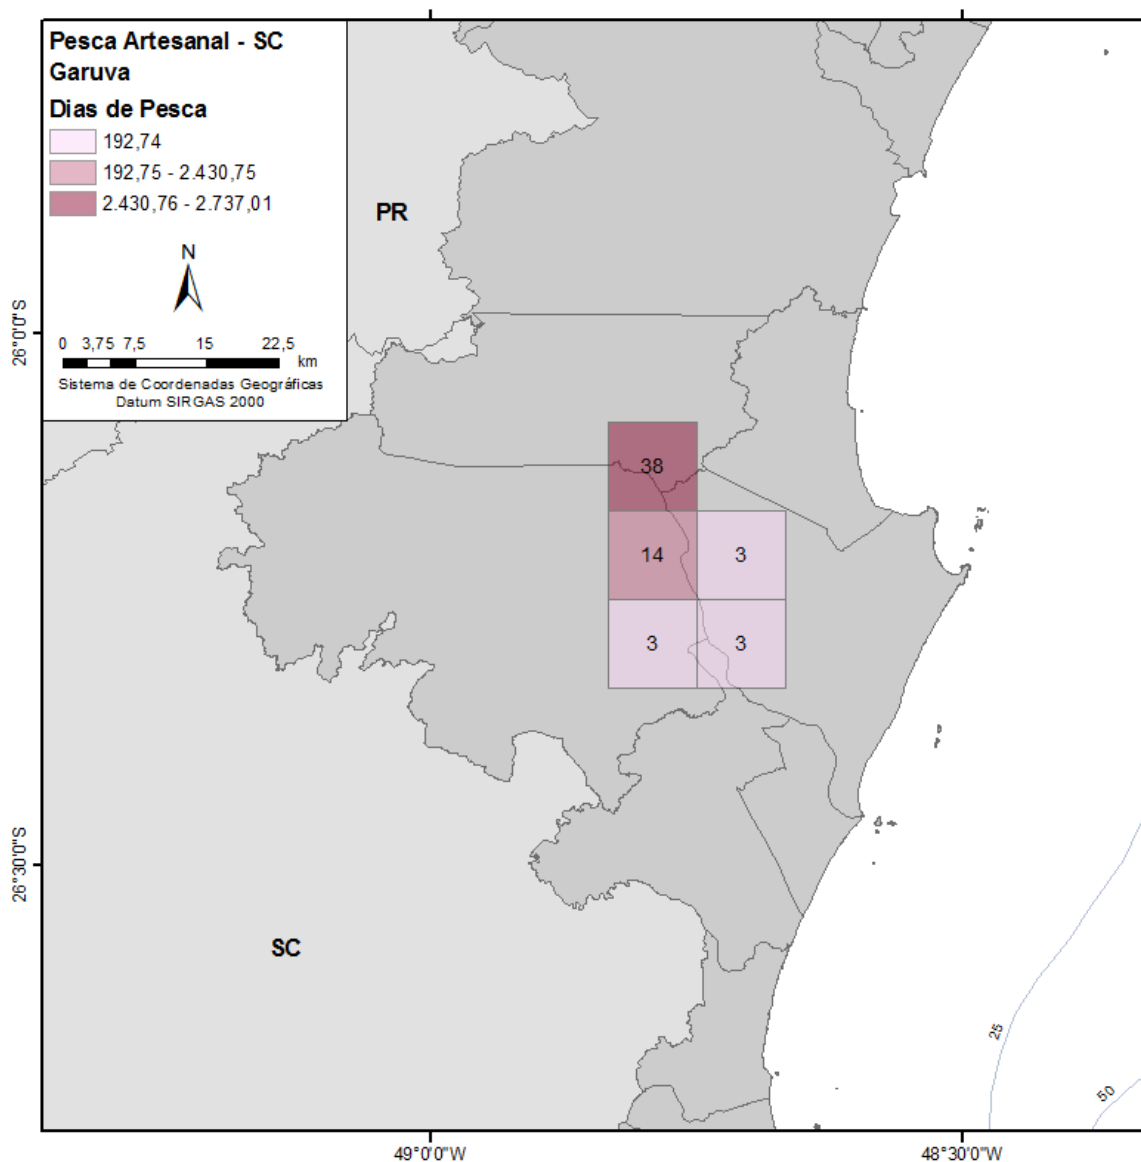 Pesca Artesanal - SC
Garuva
Dias de Pesca
192,74
192,75 - 2.430,75
2.430,76 - 2.737,01
N
0 3,75 7,5 15 22,5
km
Sistema de Coordenadas Geográficas
Datum SIRGAS 2000
PR
26°0'0"S
38
14 3
3 3
26°30'0"S
SC
25
50
49°0'0"W 48°30'0"W